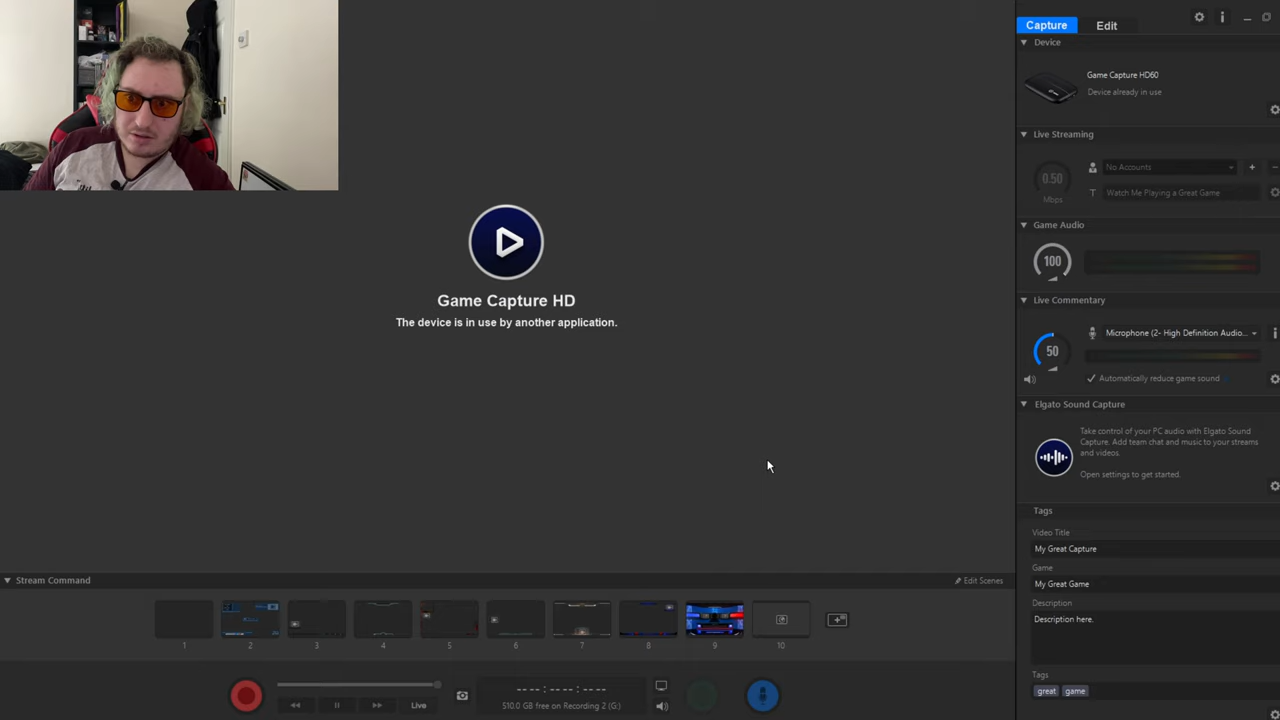 Capture
Edit
Device
Game Capture HD60
Device already in use
Live Streaming
0.50
Mbps
No Accounts
Watch Me Playing a Great Game
Game Audio
100
Live Commentary
50
Microphone (2- High Definition Audio...
Automatically reduce game sound
Elgato Sound Capture
Take control of your PC audio with Elgato Sound
Capture. Add team chat and music to your streams
and videos.
Open settings to get started.
Tags
Video Title
My Great Capture
Game
My Great Game
Description
Description here.
Tags
great game
Game Capture HD
The device is in use by another application.
Stream Command
Edit Scenes
1 2 3 4 5 6 7 8 9 10
Live
-- : -- : --
510.0 GB free on Recording 2 (G:)